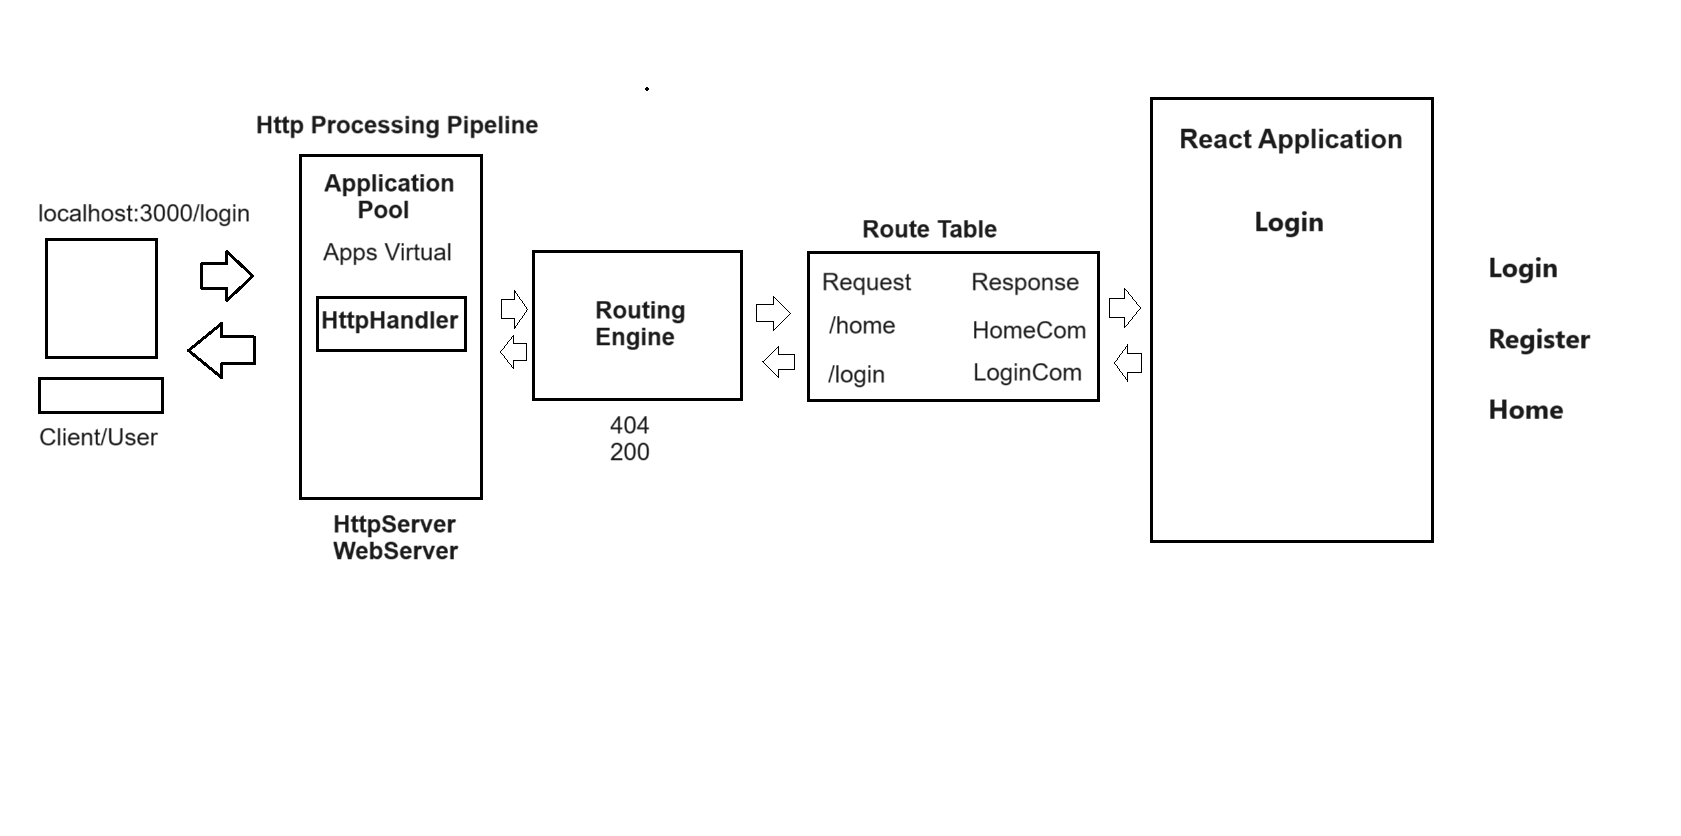 Http Processing Pipeline
localhost:3000/login
Client/User
Application
Pool
Apps Virtual
HttpHandler
HttpServer
WebServer
Routing
Engine
404
200
Route Table
Request Response
/home HomeCom
/login LoginCom
React Application
Login
Login
Register
Home